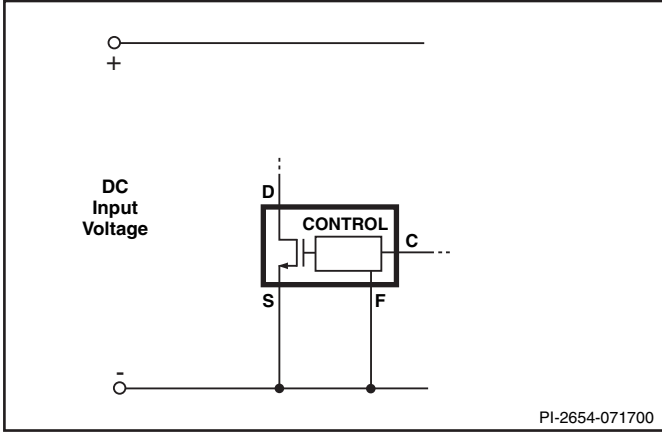 +
D
DC
Input
Voltage
CONTROL
C
S
F
-
PI-2654-071700